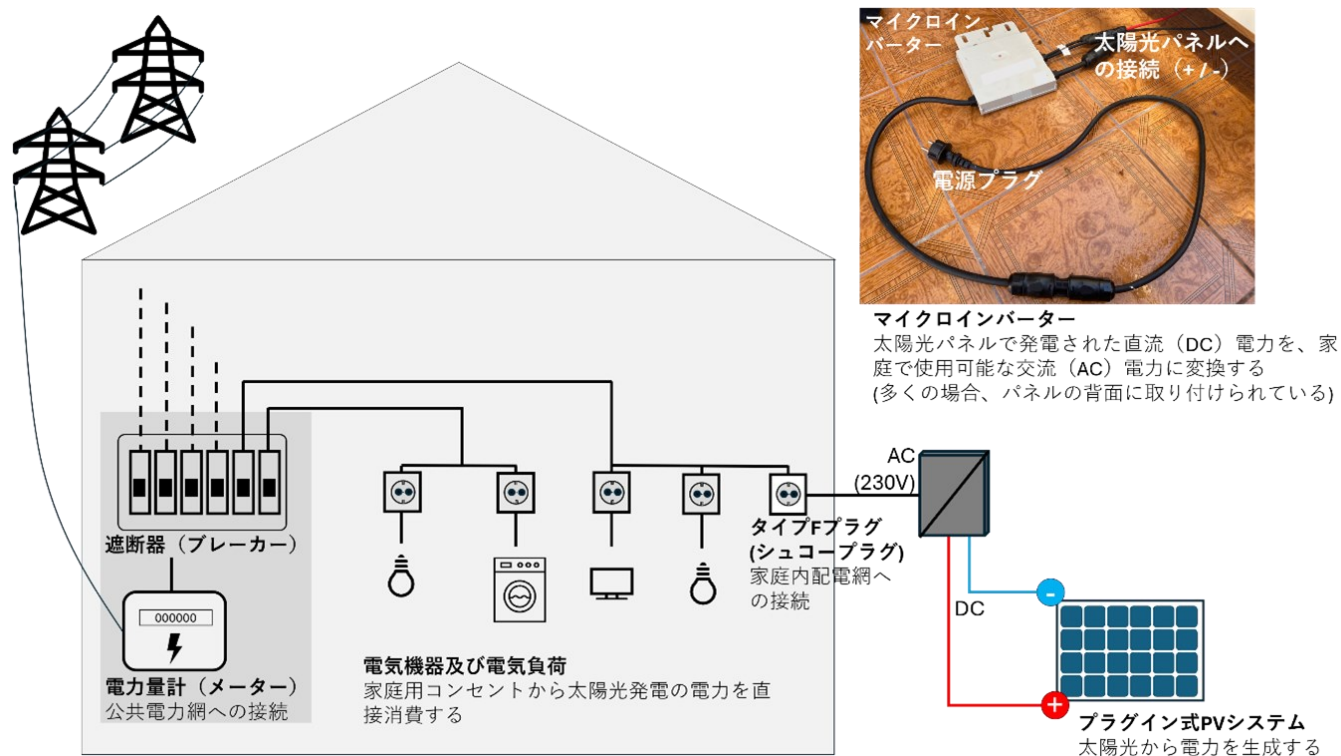 マイクロイン
バーター
太陽光パネルへ
の接続（+ / -）
電源プラグ
マイクロインバーター
太陽光パネルで発電された直流（DC）電力を、家
庭で使用可能な交流（AC）電力に変換する
(多くの場合、パネルの背面に取り付けられている)
遮断器（ブレーカー）
000000
電力量計（メーター）
公共電力網への接続
電気機器及び電気負荷
家庭用コンセントから太陽光発電の電力を直
接消費する
タイプFプラグ
(シュコープラグ)
家庭内配電網へ
の接続
AC
(230V)
DC
-
+
プラグイン式PVシステム
太陽光から電力を生成する